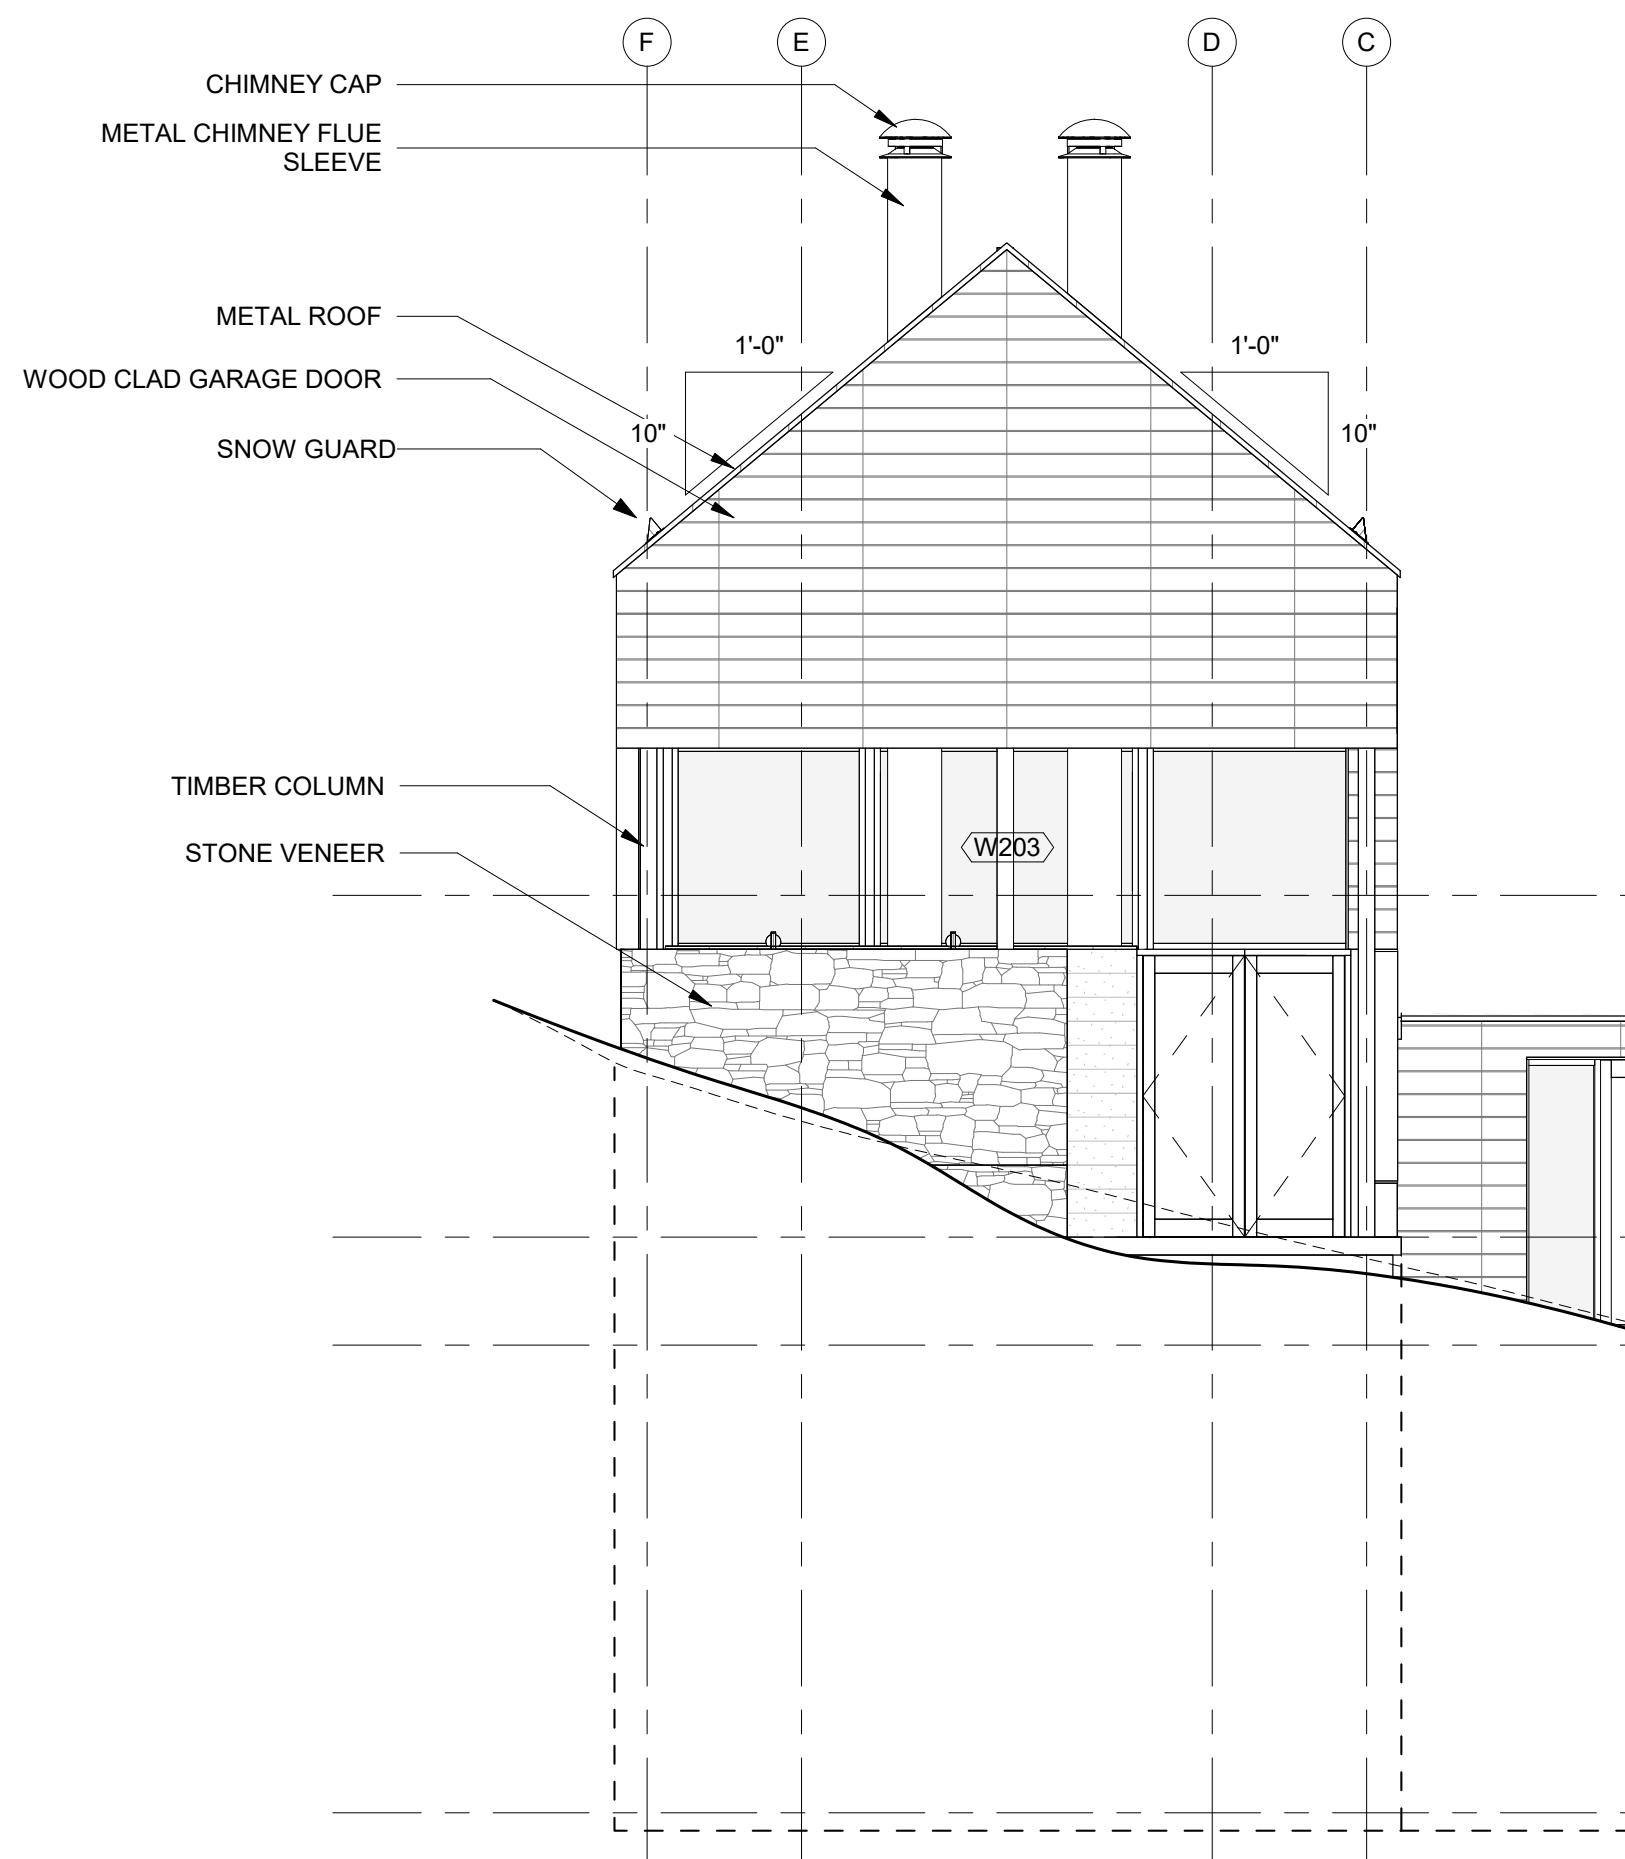 F
E
D
C
CHIMNEY CAP
METAL CHIMNEY FLUE
SLEEVE
METAL ROOF
1'-0"
1'-0"
WOOD CLAD GARAGE DOOR
10"
10"
SNOW GUARD
TIMBER COLUMN
W203
STONE VENEER